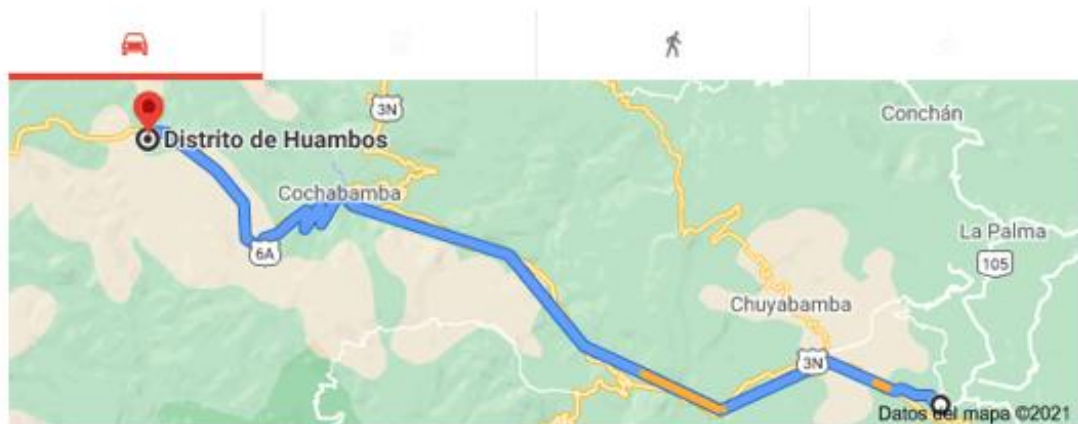 3N
Conchán
Distrito de Huambos
Cochabamba
La Palma
6A
105
Chuyabamba
3N
Datos del mapa ©2021